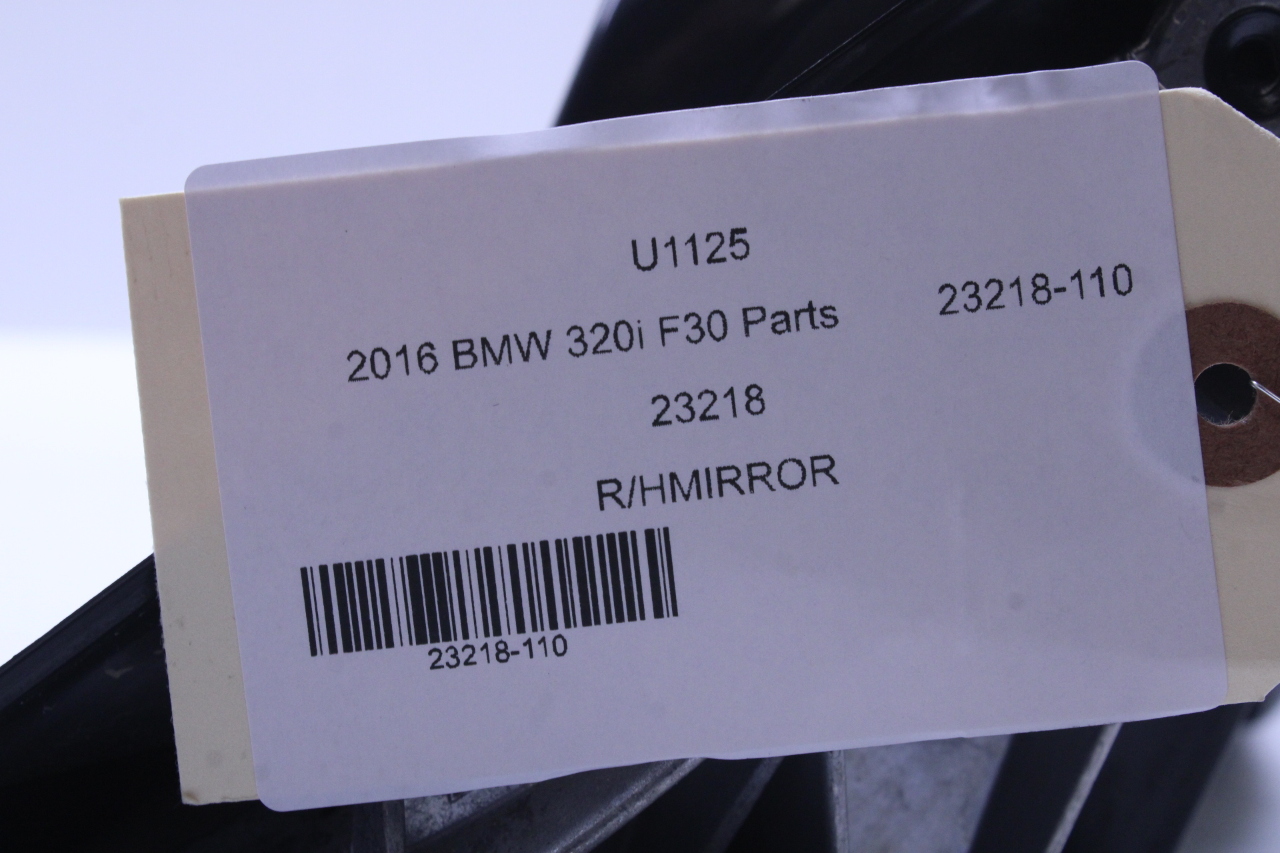 U1125
2016 BMW 320i F30 Parts
23218-110
23218
R/HMIRROR
23218-110